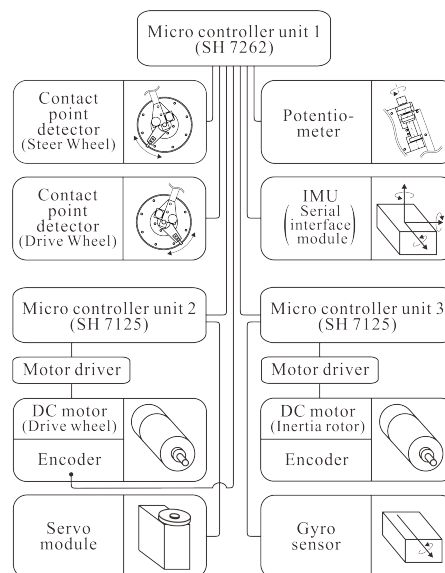 Micro controller unit 1
(SH 7262)
Contact
point
detector
(Steer Wheel)
Potentio-
meter
Contact
point
detector
(Drive Wheel)
IMU
(Serial
interface
module)
Micro controller unit 2
(SH 7125)
Micro controller unit 3
(SH 7125)
Motor driver
Motor driver
DC motor
(Drive wheel)
Encoder
DC motor
(Inertia rotor)
Encoder
Servo
module
Gyro
sensor